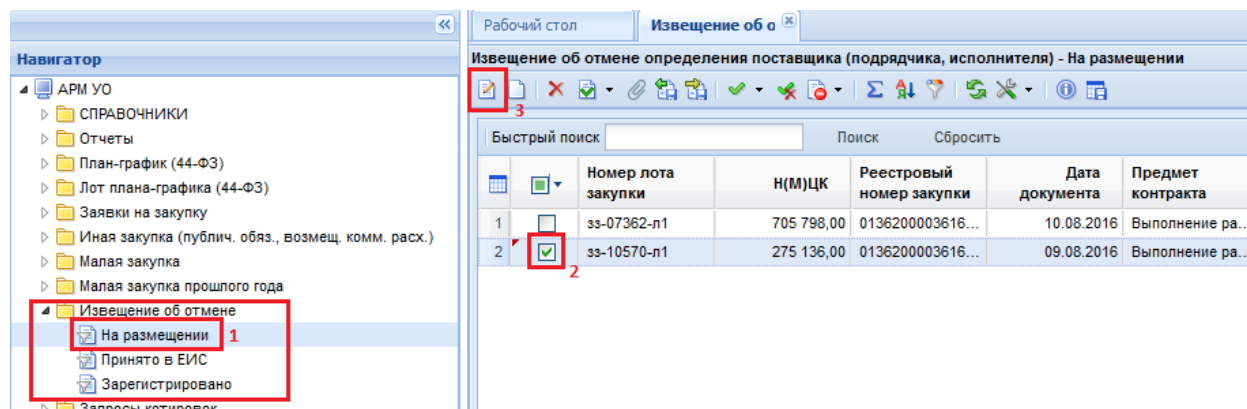 Рабочий стол
Извещение об о
Навигатор
Извещение об отмене определения поставщика (подрядчика, исполнителя) - На размещении
АРМ УО
СПРАВОЧНИКИ
Отчеты
План-график (44-ФЗ)
Лот плана-графика (44-ФЗ)
Заявки на закупку
Иная закупка (публич. обяз., возмещ. комм. расх.)
Малая закупка
Малая закупка прошлого года
Извещение об отмене
На размещении 1
Принято в ЕИС
Зарегистрировано
Запросы котировок
3
Быстрый поиск Поиск Сбросить
Номер лота закупки Н(М)ЦК Реестровый номер закупки Дата документа Предмет контракта
1 зз-07362-л1 705 798,00 0136200003616... 10.08.2016 Выполнение ра...
2 зз-10570-л1 275 136,00 0136200003616... 09.08.2016 Выполнение ра...
2